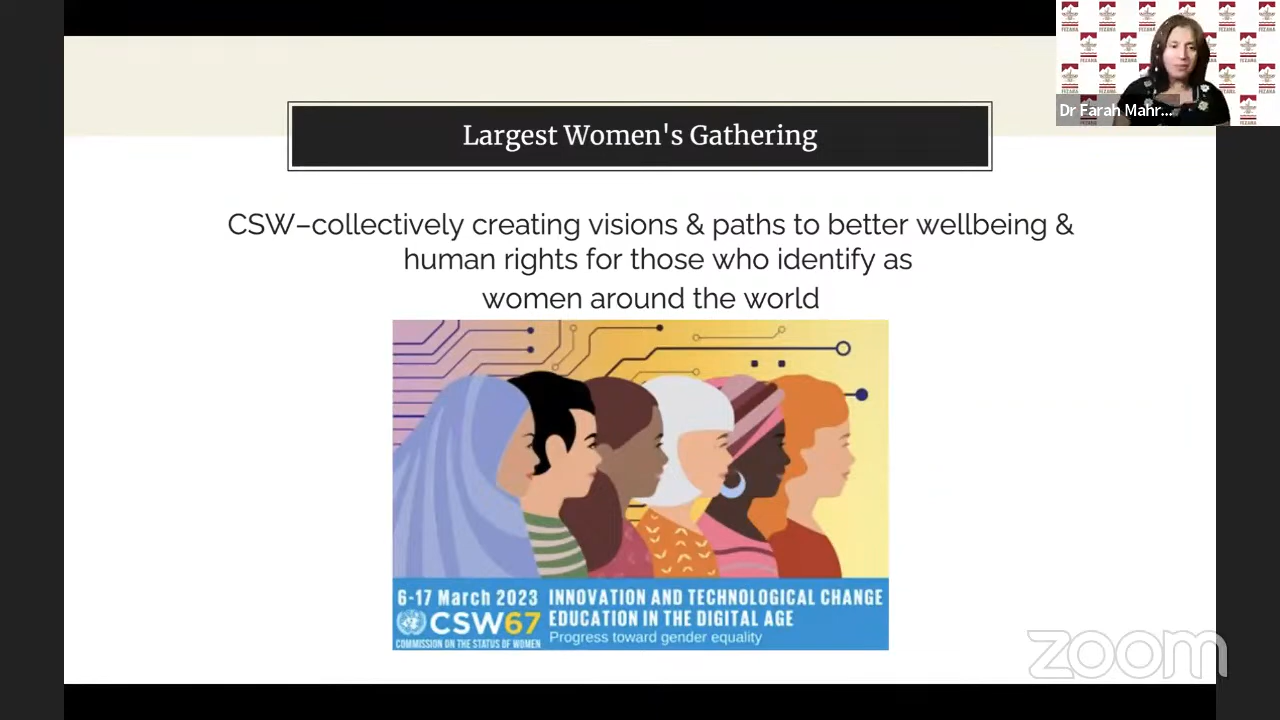 Largest Women's Gathering
CSW–collectively creating visions & paths to better wellbeing &
human rights for those who identify as
women around the world
6-17 March 2023
CSW67
COMMISSION ON THE STATUS OF WOMEN
INNOVATION AND TECHNOLOGICAL CHANGE
EDUCATION IN THE DIGITAL AGE
Progress toward gender equality
Dr Farah Mahr...
FEZANA
zoom